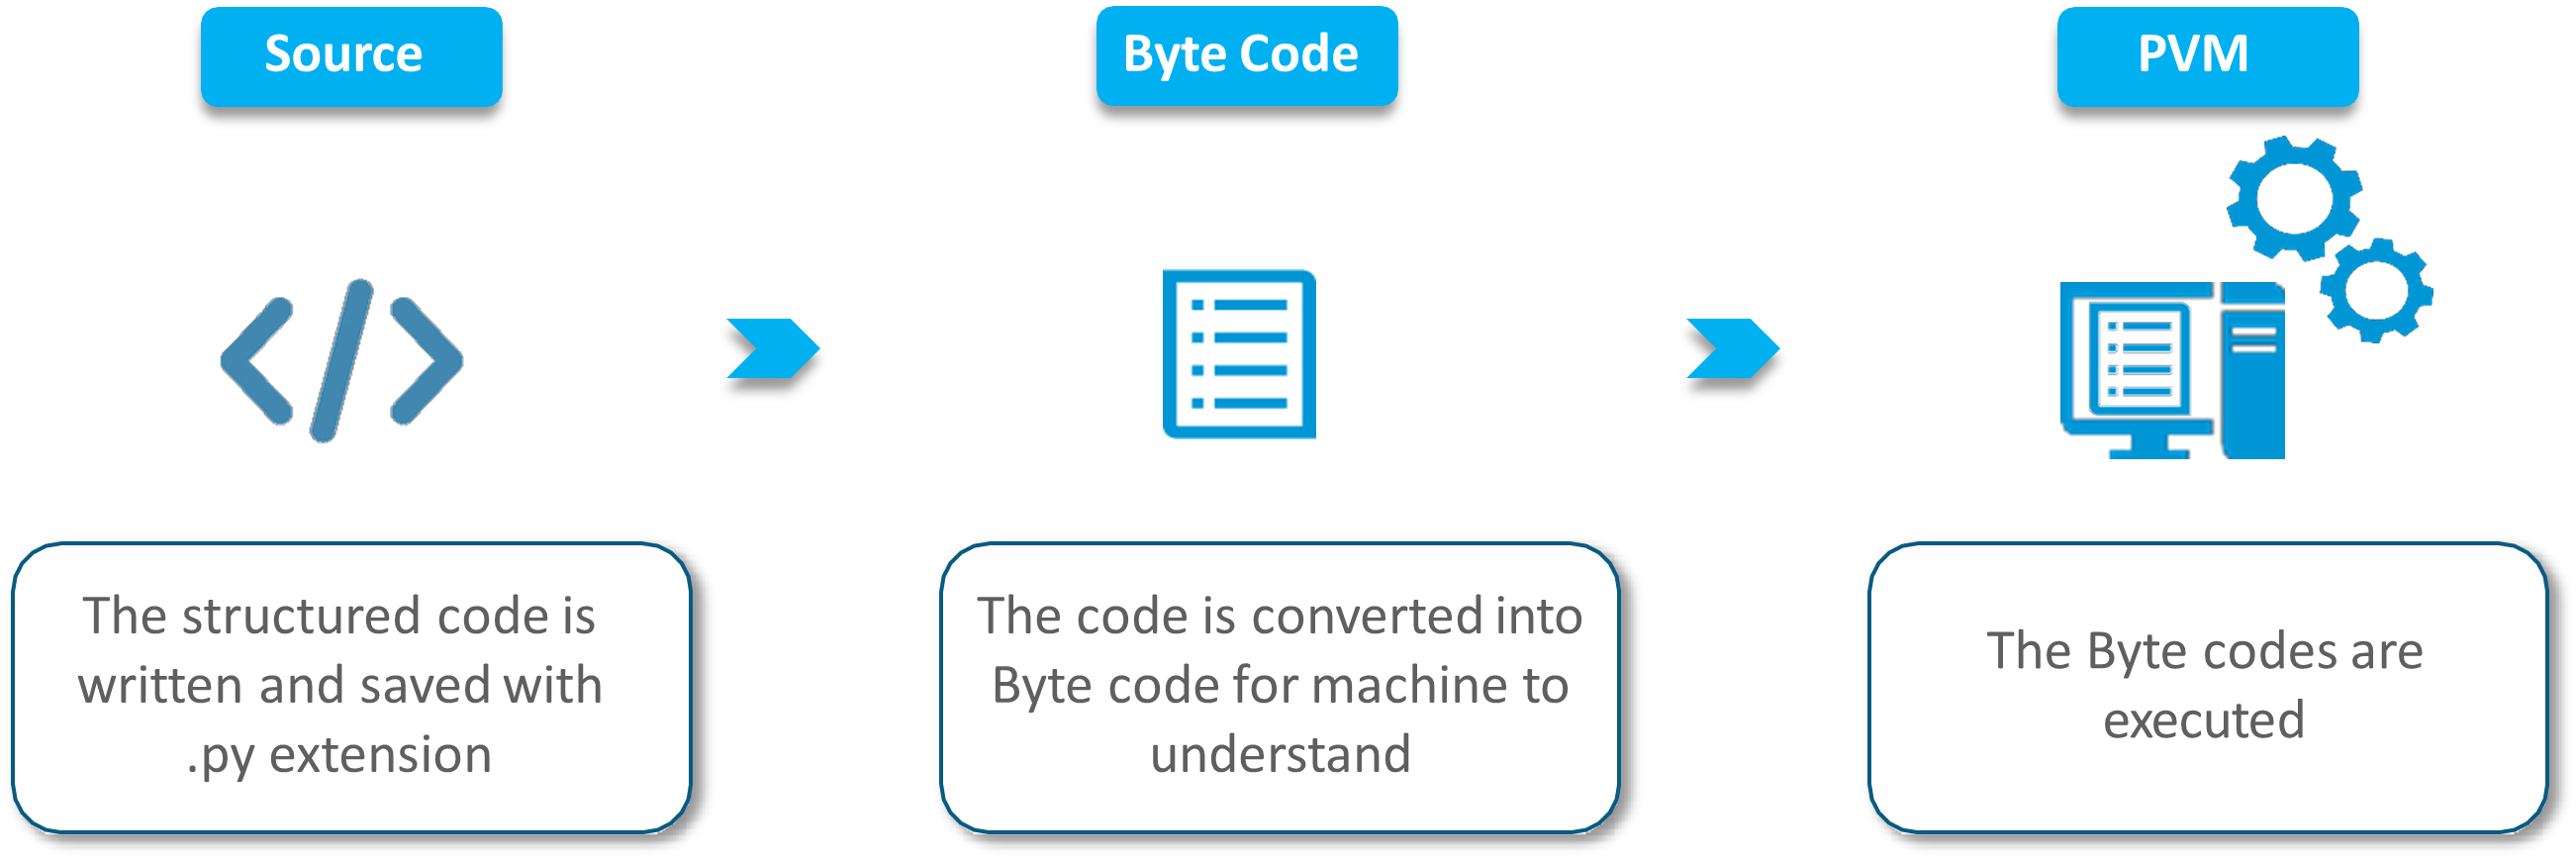 Source
Byte Code
PVM
The structured code is
written and saved with
.py extension
The code is converted into
Byte code for machine to
understand
The Byte codes are
executed